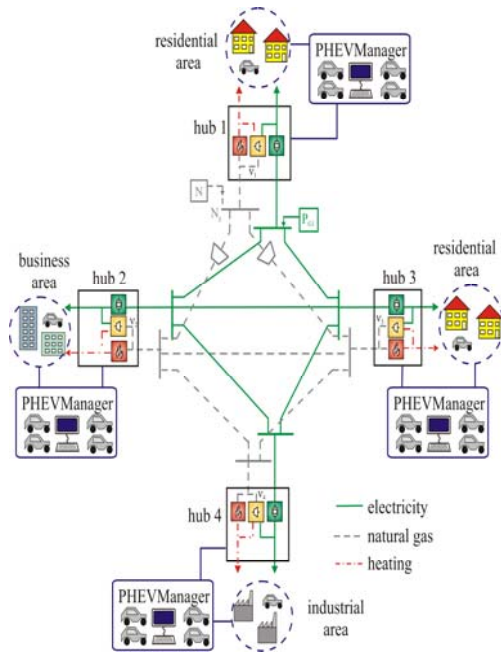 residential
area
PHEVManager
hub 1
N
business
area
hub 2
residential
area
hub 3
PHEVManager
PHEVManager
hub 4
electricity
natural gas
heating
PHEVManager
industrial
area